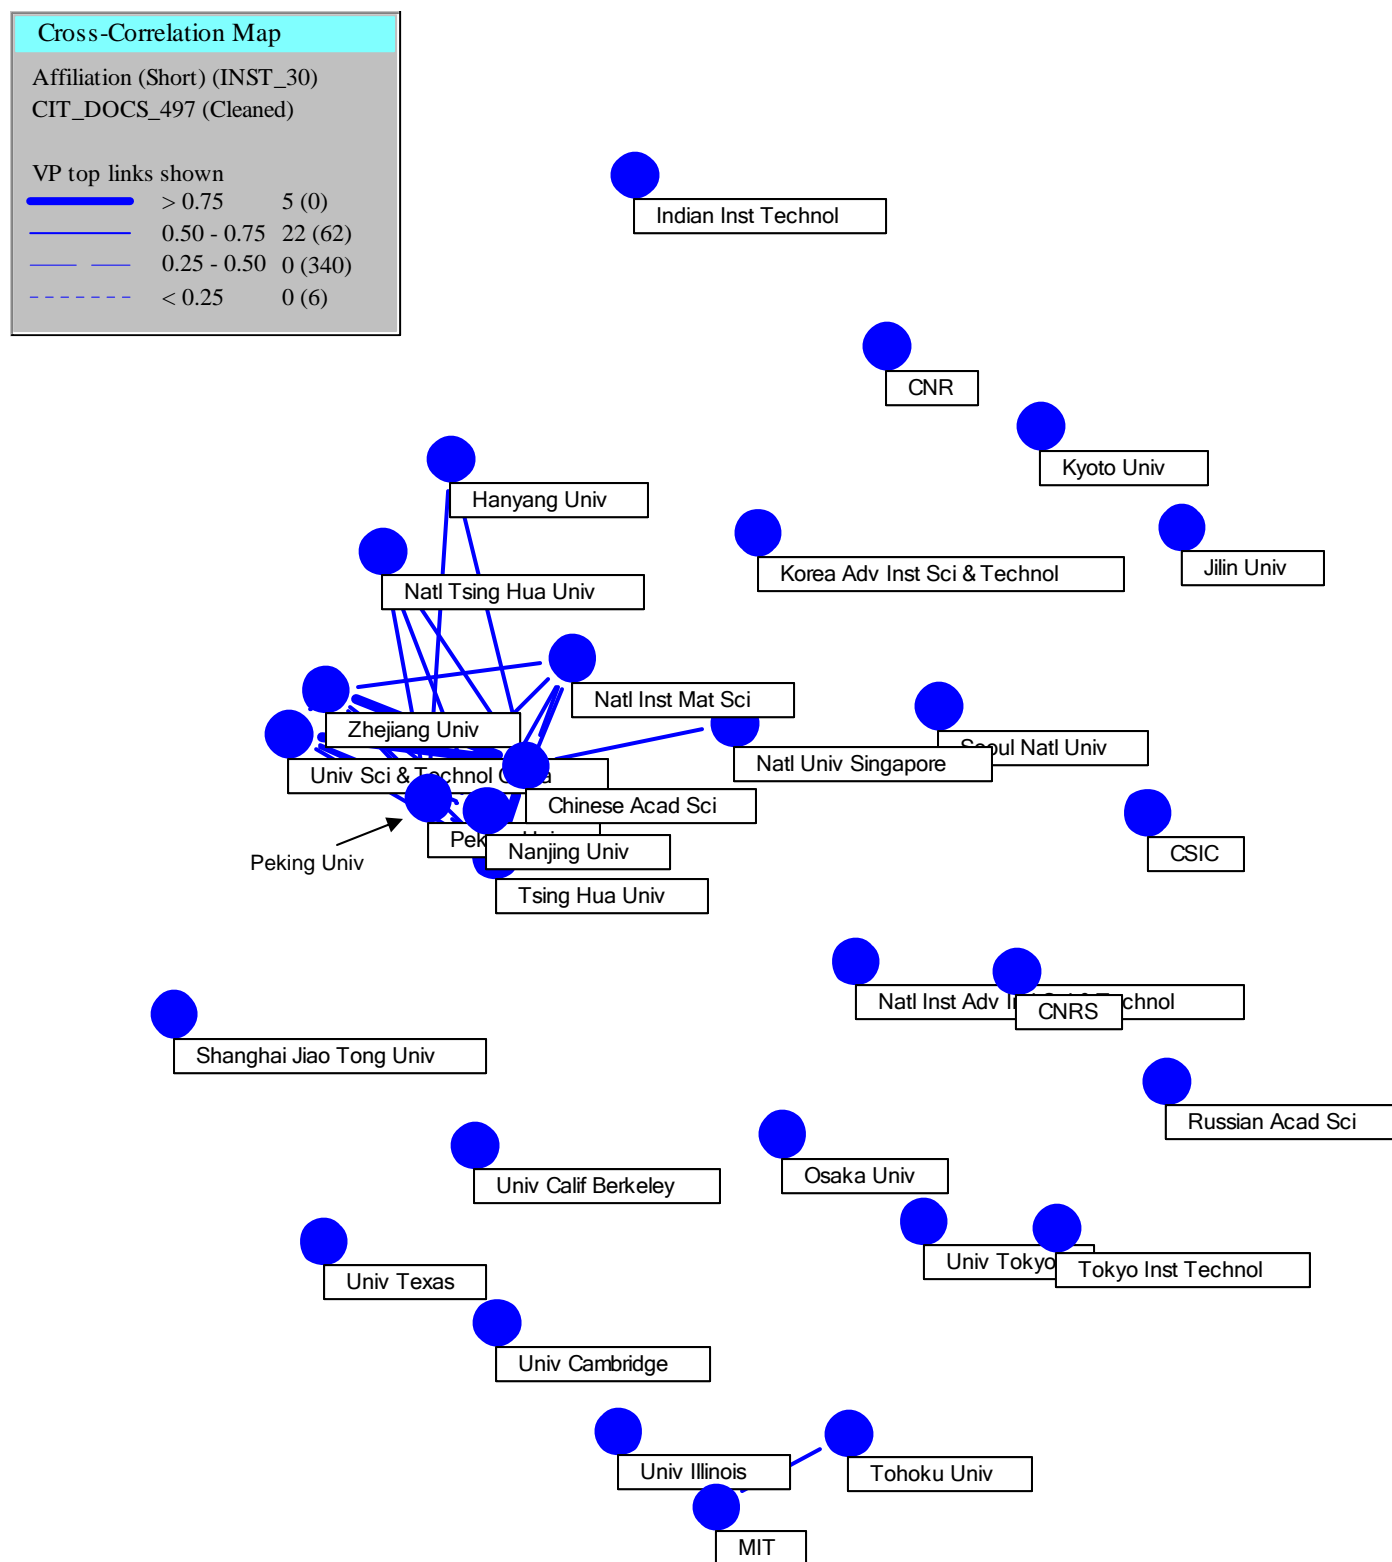 Cross-Correlation Map
Affiliation (Short) (INST_30)
CIT_DOCS_497 (Cleaned)
VP top links shown
> 0.75 5 (0)
0.50 - 0.75 22 (62)
0.25 - 0.50 0 (340)
< 0.25 0 (6)
Indian Inst Technol
CNR
Kyoto Univ
Hanyang Univ
Jilin Univ
Korea Adv Inst Sci & Technol
Natl Tsing Hua Univ
Natl Inst Mat Sci
Zhejiang Univ
Seoul Natl Univ
Natl Univ Singapore
Univ Sci & Technol
Chinese Acad Sci
Peking Univ
Nanjing Univ
CSIC
Tsing Hua Univ
Natl Inst Adv
CNRS
Shanghai Jiao Tong Univ
Russian Acad Sci
Osaka Univ
Univ Calif Berkeley
Univ Tokyo
Tokyo Inst Technol
Univ Texas
Univ Cambridge
Univ Illinois
Tohoku Univ
MIT